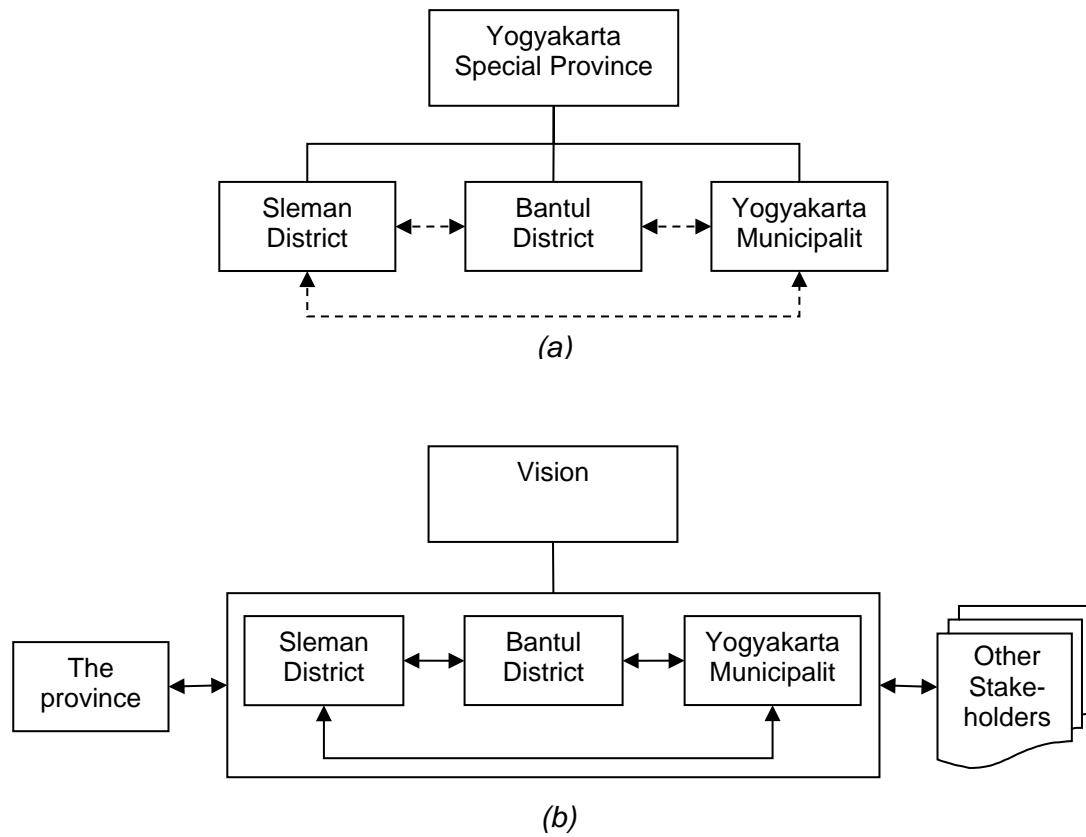 Yogyakarta
Special Province
Sleman
District
Bantul
District
Yogyakarta
Municipalit
(a)
Vision
The
province
Sleman
District
Bantul
District
Yogyakarta
Municipalit
Other
Stake-
holders
(b)